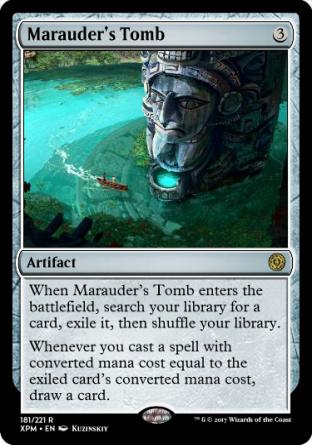 Marauder's Tomb 3
Artifact
When Marauder's Tomb enters the
battlefield, search your library for a
card, exile it, then shuffle your library.
Whenever you cast a spell with
converted mana cost equal to the
exiled card's converted mana cost,
draw a card.
181/221 R
XPM • EN Kuzinskiy
™ & © 2017 Wizards of the Coast